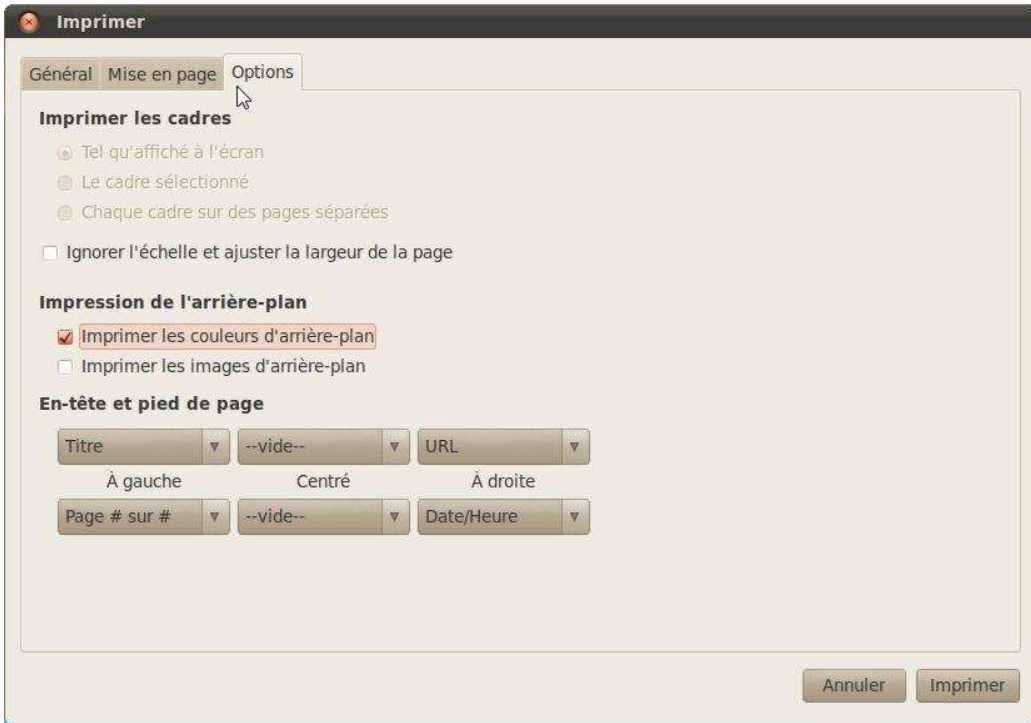 Imprimer
Général Mise en page Options
Imprimer les cadres
Tel qu'affiché à l'écran
Le cadre sélectionné
Chaque cadre sur des pages séparées
Ignorer l'échelle et ajuster la largeur de la page
Impression de l'arrière-plan
Imprimer les couleurs d'arrière-plan
Imprimer les images d'arrière-plan
En-tête et pied de page
Titre --vide-- URL
À gauche Centré À droite
Page # sur # --vide-- Date/Heure
Annuler Imprimer